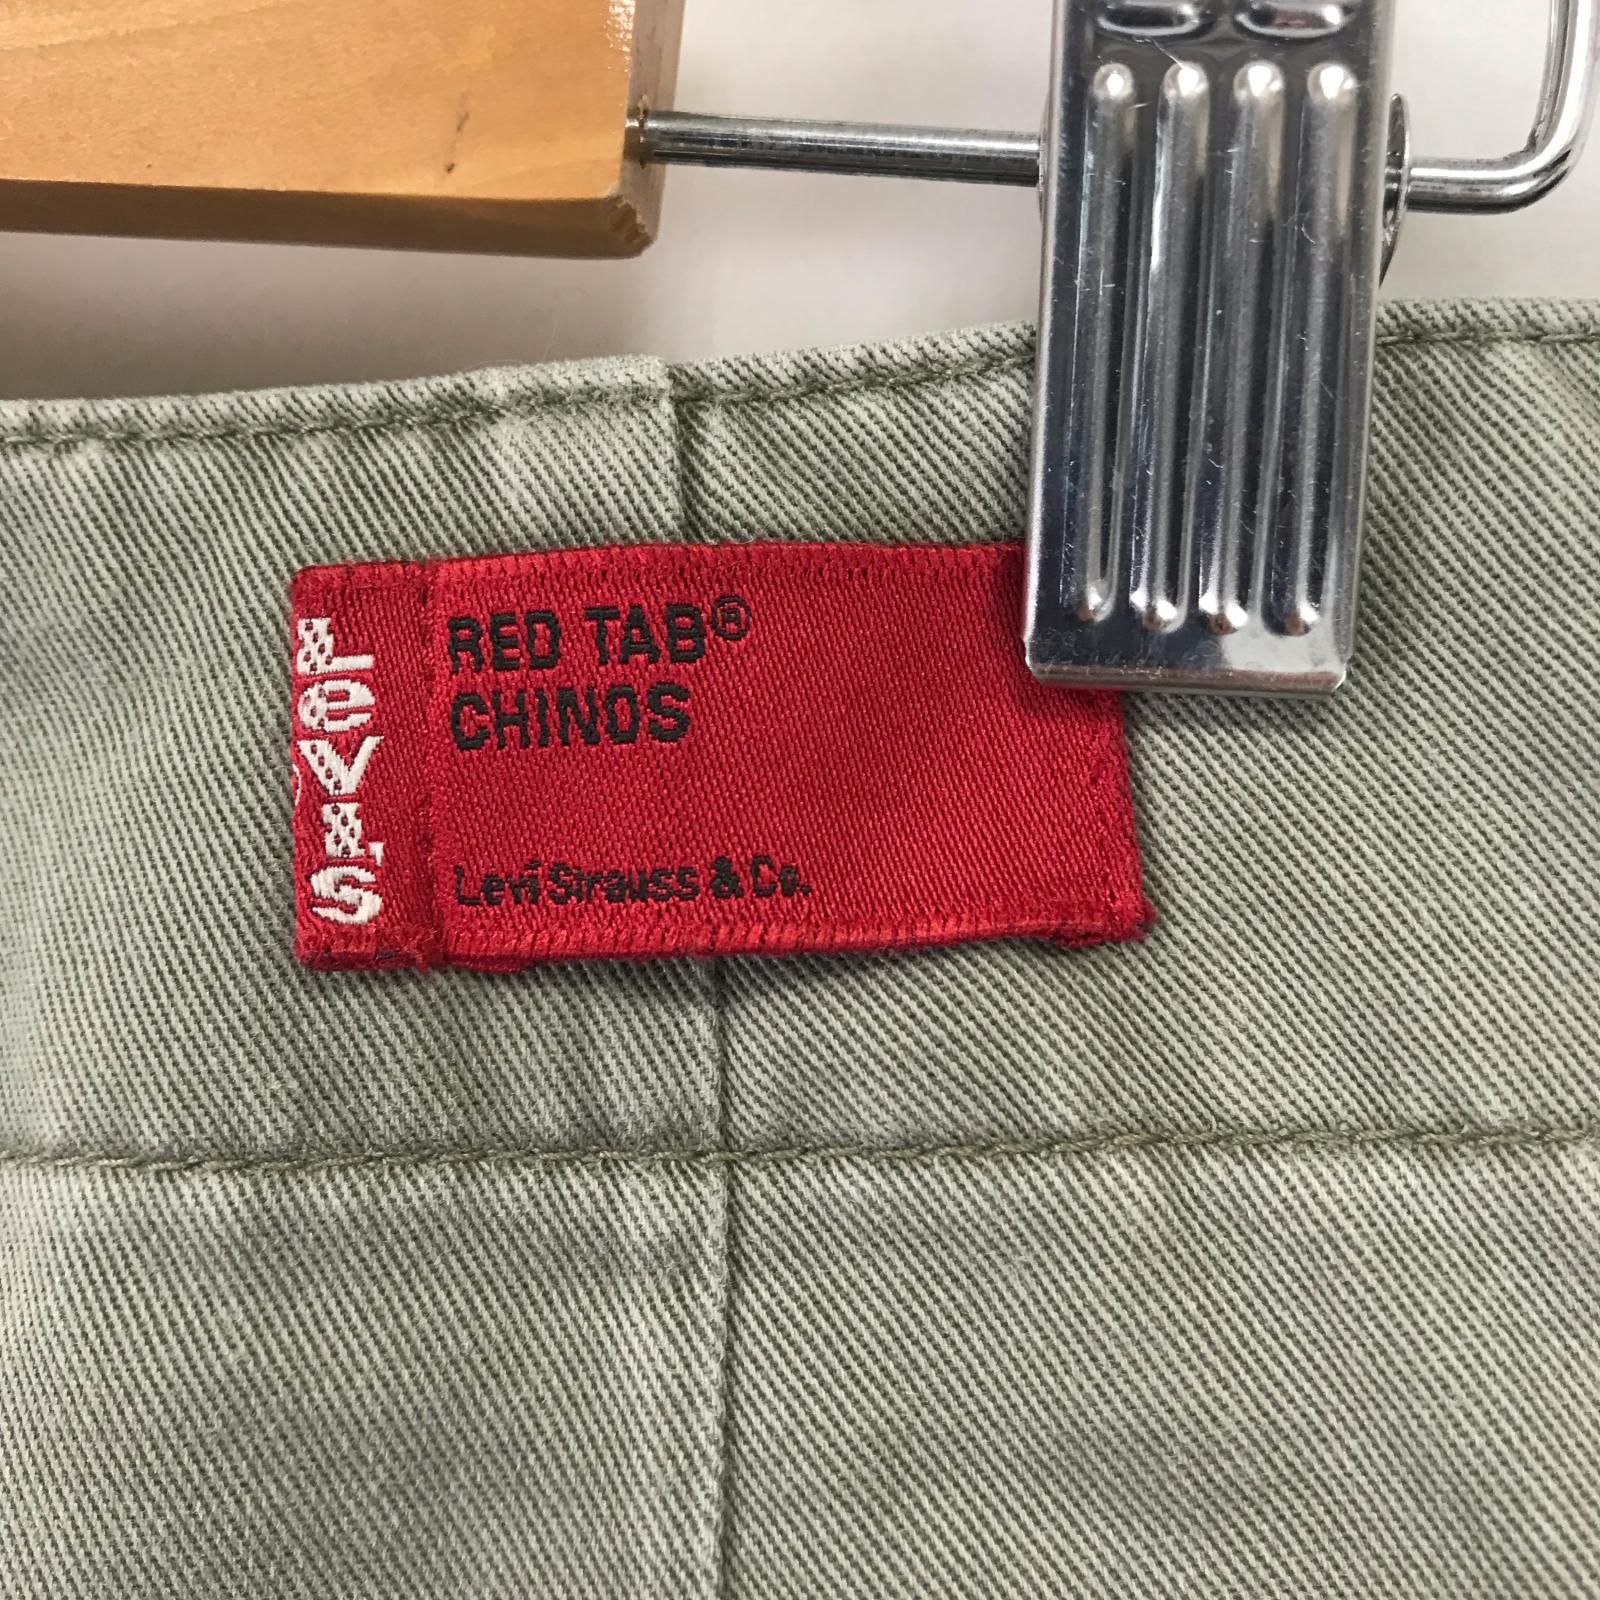 LEVI'S
RED TAB®
CHINOS
Levi Strauss & Co.